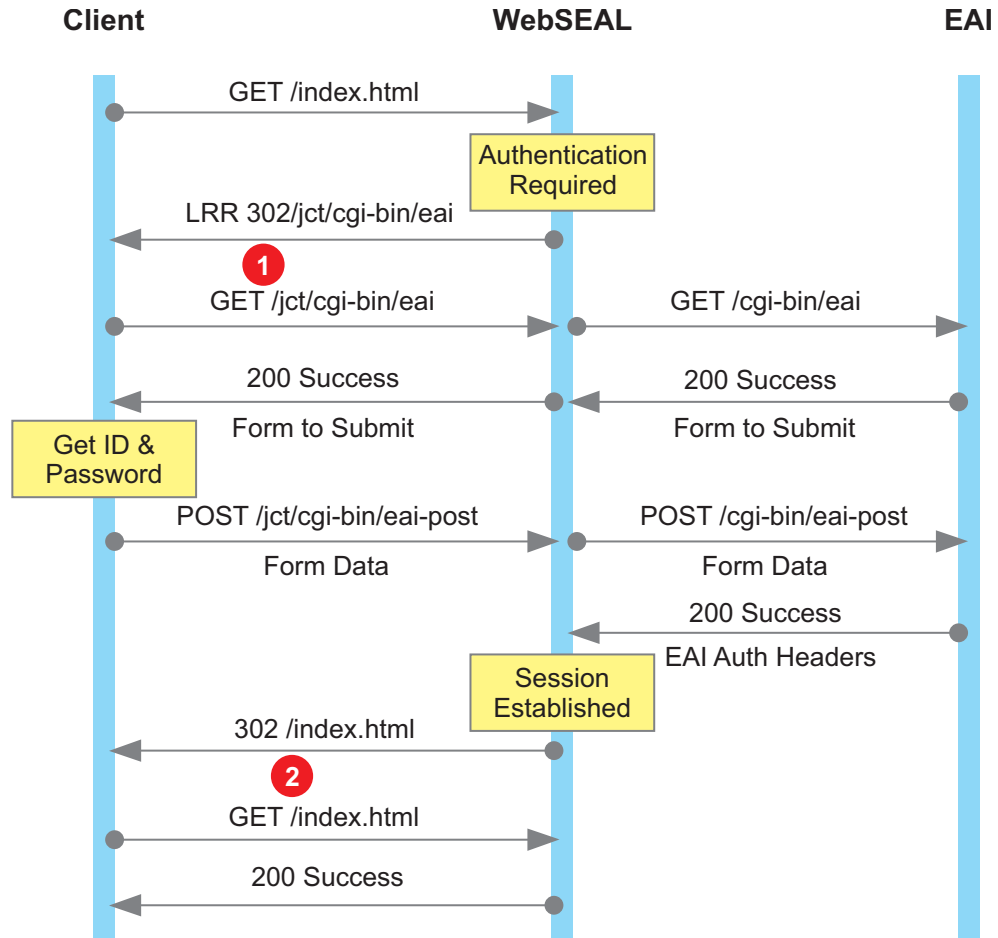 Client
WebSEAL
EAI
GET /index.html
Authentication
Required
LRR 302/jct/cgi-bin/eai
1
GET /jct/cgi-bin/eai
GET /cgi-bin/eai
200 Success
200 Success
Form to Submit
Form to Submit
Get ID &
Password
POST /jct/cgi-bin/eai-post
POST /cgi-bin/eai-post
Form Data
Form Data
200 Success
EAI Auth Headers
Session
Established
302 /index.html
2
GET /index.html
200 Success